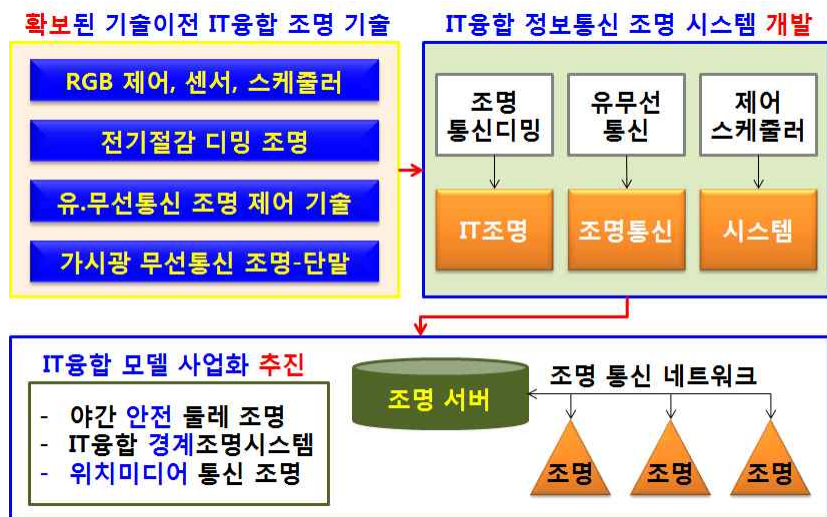 확보된 기술이전 IT융합 조명 기술
RGB 제어, 센서, 스케줄러
전기절감 디밍 조명
유.무선통신 조명 제어 기술
가시광 무선통신 조명-단말
IT융합 정보통신 조명 시스템 개발
조명
통신디밍
유무선
통신
제어
스케줄러
IT조명
조명통신
시스템
IT융합 모델 사업화 추진
- 야간 안전 둘레 조명
- IT융합 경계조명시스템
- 위치미디어 통신 조명
조명 서버
조명 통신 네트워크
조명
조명
조명